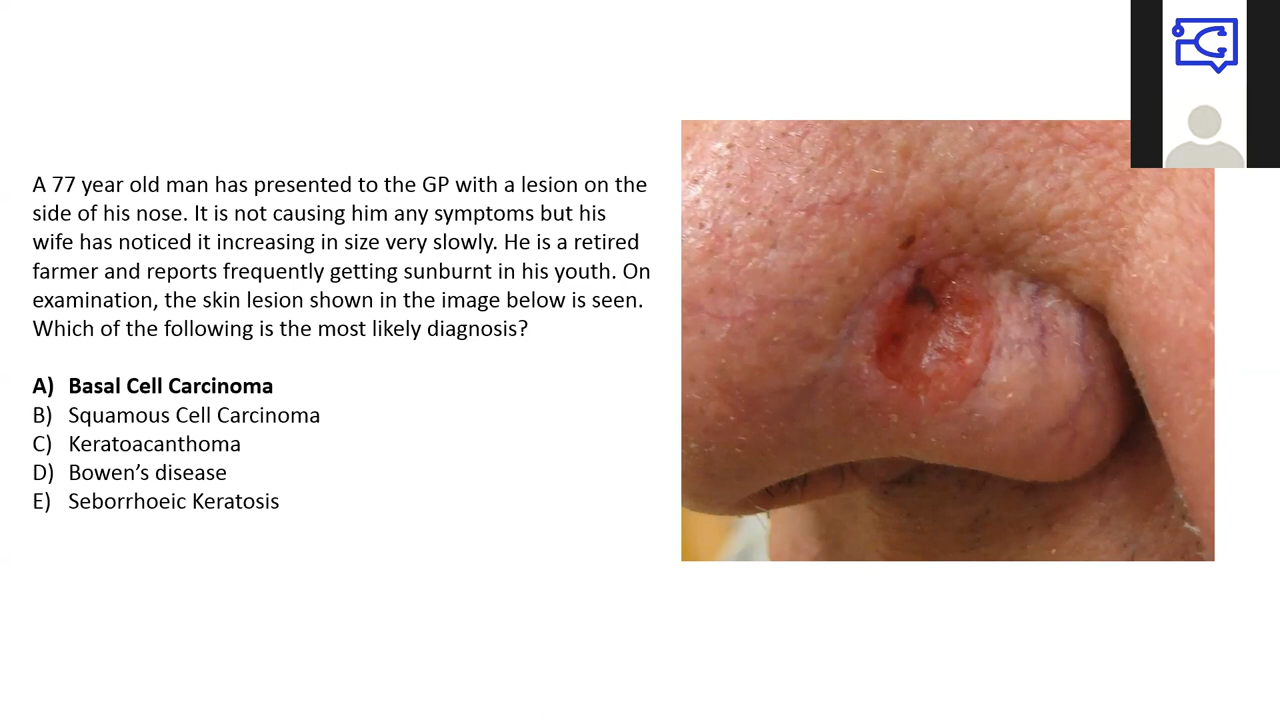 A 77 year old man has presented to the GP with a lesion on the
side of his nose. It is not causing him any symptoms but his
wife has noticed it increasing in size very slowly. He is a retired
farmer and reports frequently getting sunburnt in his youth. On
examination, the skin lesion shown in the image below is seen.
Which of the following is the most likely diagnosis?
A) Basal Cell Carcinoma
B) Squamous Cell Carcinoma
C) Keratoacanthoma
D) Bowen’s disease
E) Seborrhoeic Keratosis